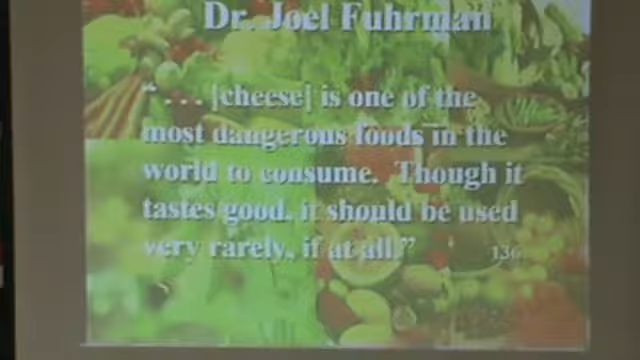 Dr. Joel Fuhrman
“ . . . [cheese] is one of the
most dangerous foods in the
world to consume. Though it
tastes good, it should be used
very rarely, if at all.” 136